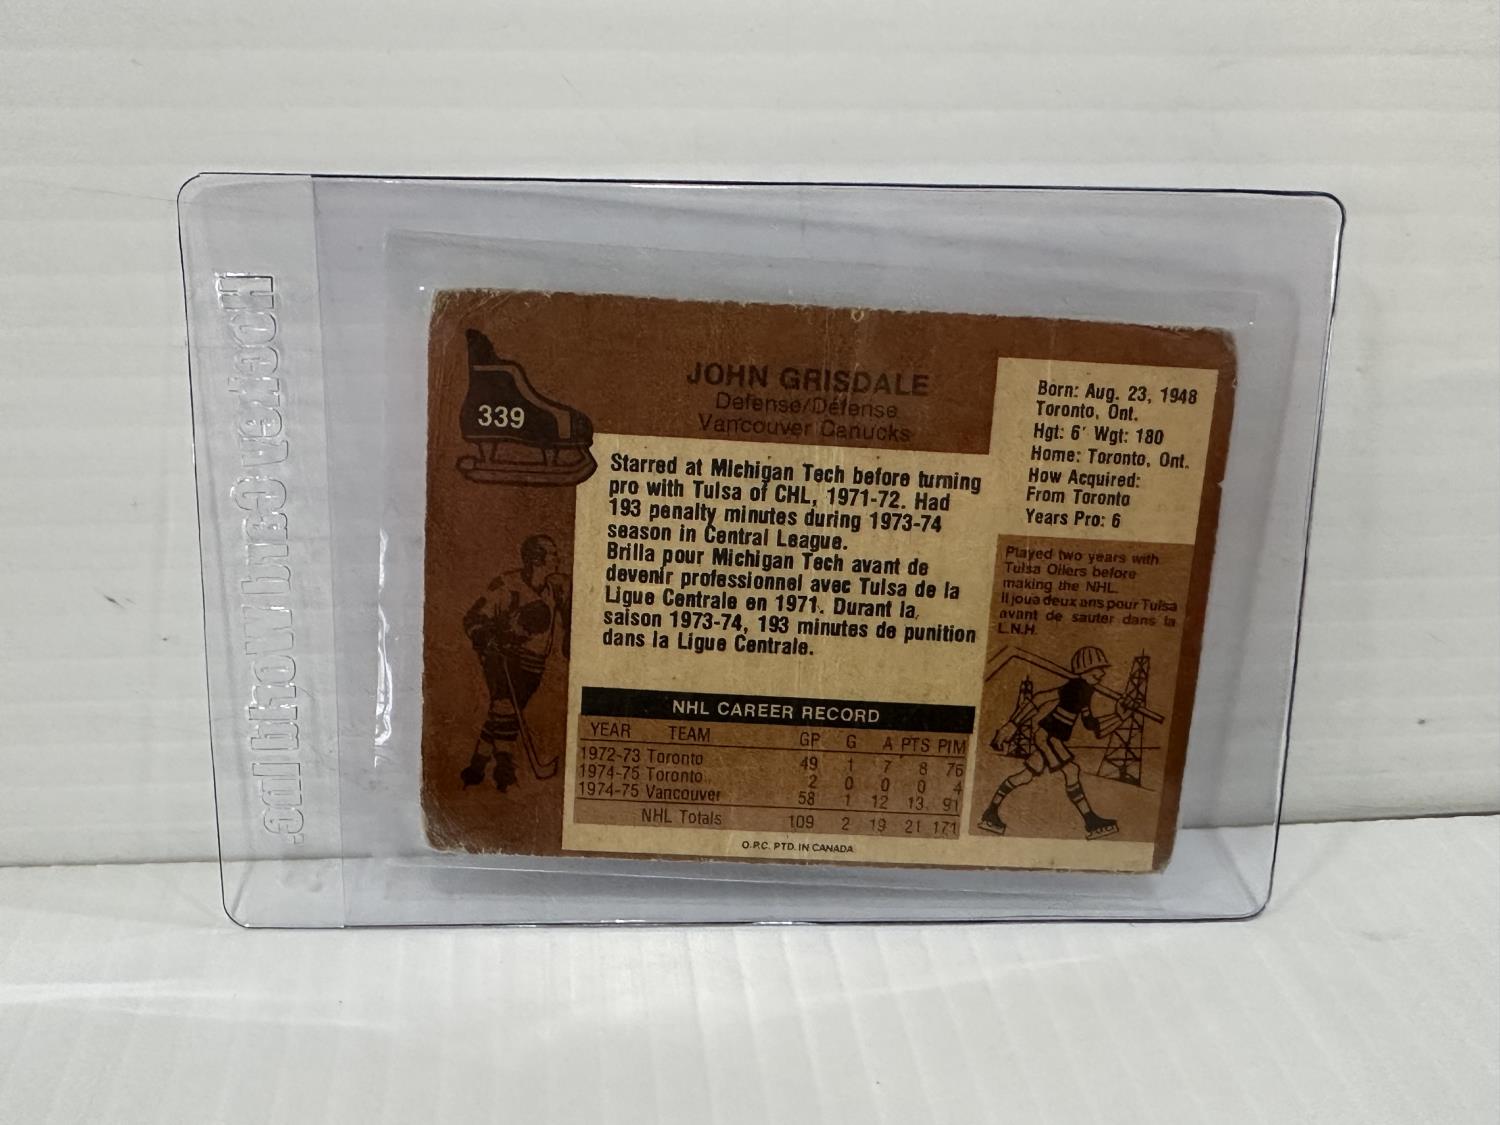 Hockey Card World Inc.
339
JOHN GRISDALE
Defense/Défense
Vancouver Canucks
Born: Aug. 23, 1948
Toronto, Ont.
Hgt: 6' Wgt: 180
Home: Toronto, Ont.
How Acquired:
From Toronto
Years Pro: 6
Starred at Michigan Tech before turning
pro with Tulsa of CHL, 1971-72. Had
193 penalty minutes during 1973-74
season in Central League.
Brilla pour Michigan Tech avant de
devenir professionnel avec Tulsa de la
Ligue Centrale en 1971. Durant la
saison 1973-74, 193 minutes de punition
dans la Ligue Centrale.
Played two years with
Tulsa Oilers before
making the NHL.
Il joua deux ans pour Tulsa
avant de sauter dans la
L.N.H.
NHL CAREER RECORD
YEAR TEAM GP G A PTS PIM
1972-73 Toronto 49 1 7 8 76
1974-75 Toronto 2 0 0 0 4
1974-75 Vancouver 58 1 12 13 91
NHL Totals 109 2 19 21 171
O.P.C. PTD. IN CANADA